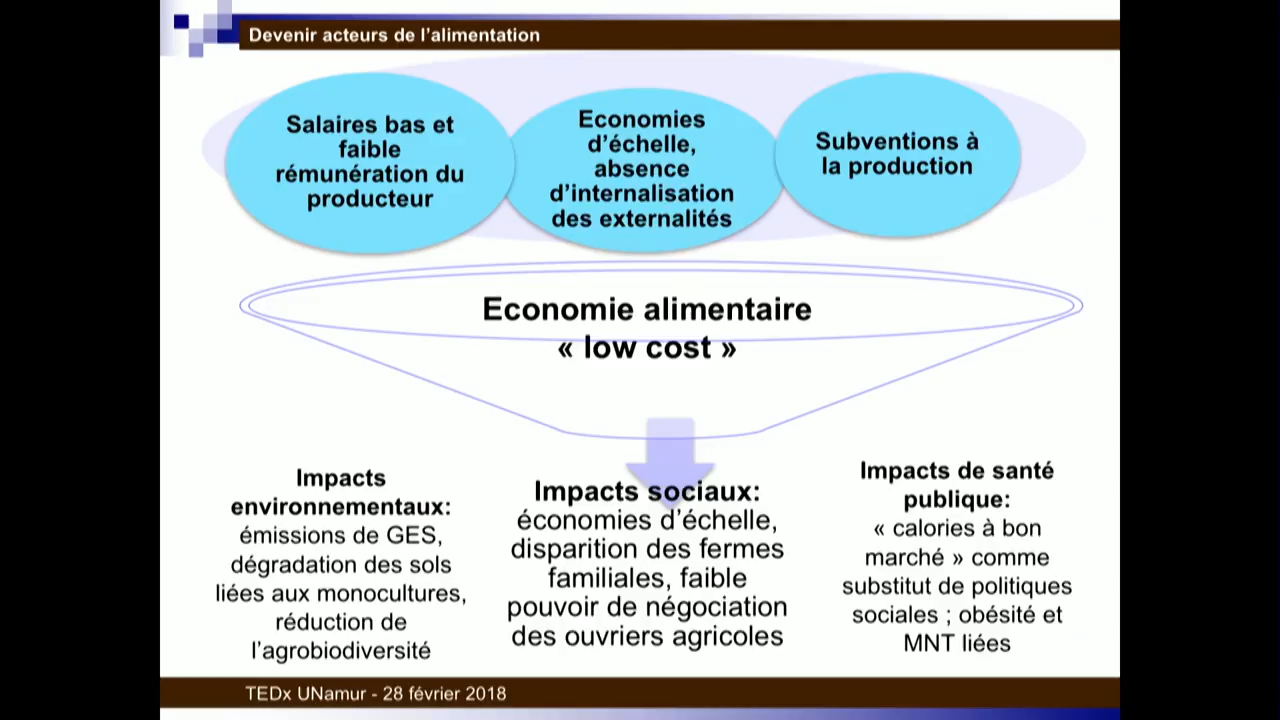 Devenir acteurs de l'alimentation
Salaires bas et
faible
rémunération du
producteur
Economies
d'échelle,
absence
d'internalisation
des externalités
Subventions à
la production
Economie alimentaire
« low cost »
Impacts
environnementaux:
émissions de GES,
dégradation des sols
liées aux monocultures,
réduction de
l'agrobiodiversité
Impacts sociaux:
économies d'échelle,
disparition des fermes
familiales, faible
pouvoir de négociation
des ouvriers agricoles
Impacts de santé
publique:
« calories à bon
marché » comme
substitut de politiques
sociales ; obésité et
MNT liées
TEDx UNamur - 28 février 2018